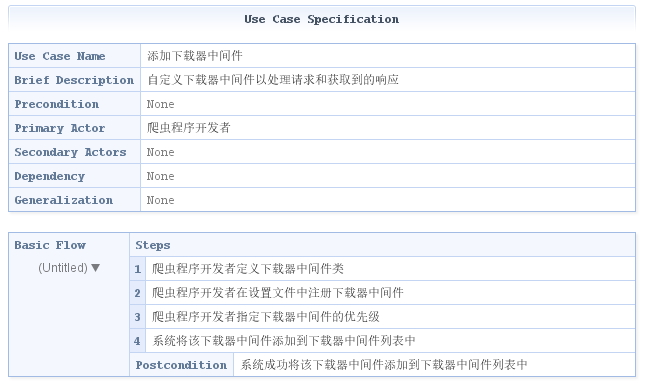 Use Case Specification
Use Case Name 添加下载器中间件
Brief Description 自定义下载器中间件以处理请求和获取到的响应
Precondition None
Primary Actor 爬虫程序开发者
Secondary Actors None
Dependency None
Generalization None
Basic Flow Steps
(Untitled) ▼ 1 爬虫程序开发者定义下载器中间件类
2 爬虫程序开发者在设置文件中注册下载器中间件
3 爬虫程序开发者指定下载器中间件的优先级
4 系统将该下载器中间件添加到下载器中间件列表中
Postcondition 系统成功将该下载器中间件添加到下载器中间件列表中